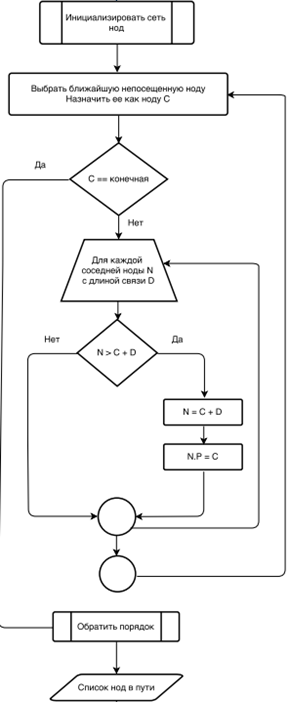 Инициализировать сеть
нод
Выбрать ближайшую непосещенную ноду
Назначить ее как ноду C
Да
C == конечная
Нет
Для каждой
соседней ноды N
с длиной связи D
Нет
N > C + D
Да
N = C + D
N.P = C
Обратить порядок
Список нод в пути